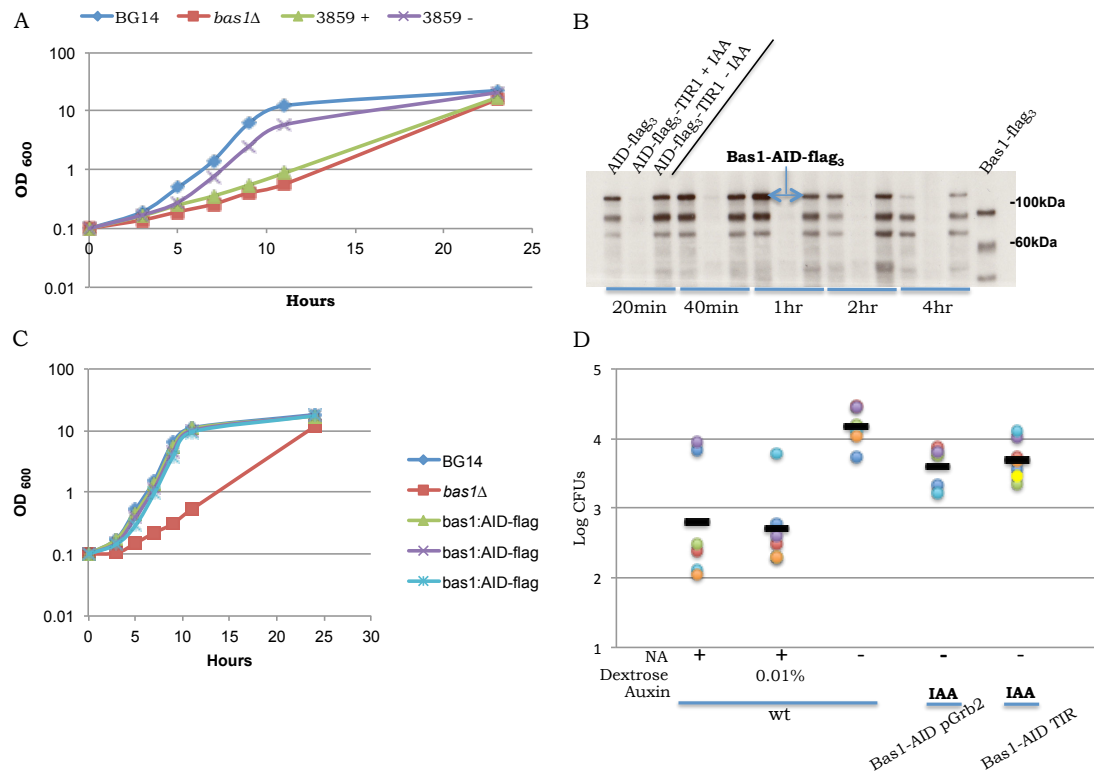 A
BG14
bas1Δ
3859 +
3859 -
100
10
1
0.1
0.01
OD 600
0
5
10
15
20
25
Hours
B
AID-flag3
AID-flag3-TIR1 + IAA
AID-flag3-TIR1 - IAA
Bas1-AID-flag3
Bas1-flag3
-100kDa
-60kDa
20min
40min
1hr
2hr
4hr
C
100
10
1
0.1
0.01
OD 600
0
5
10
15
20
25
30
Hours
BG14
bas1Δ
bas1:AID-flag
bas1:AID-flag
bas1:AID-flag
D
5
4
3
2
1
Log CFUs
NA + + - - -
Dextrose 0.01%
Auxin IAA IAA
wt
Bas1-AID pGrb2
Bas1-AID TIR